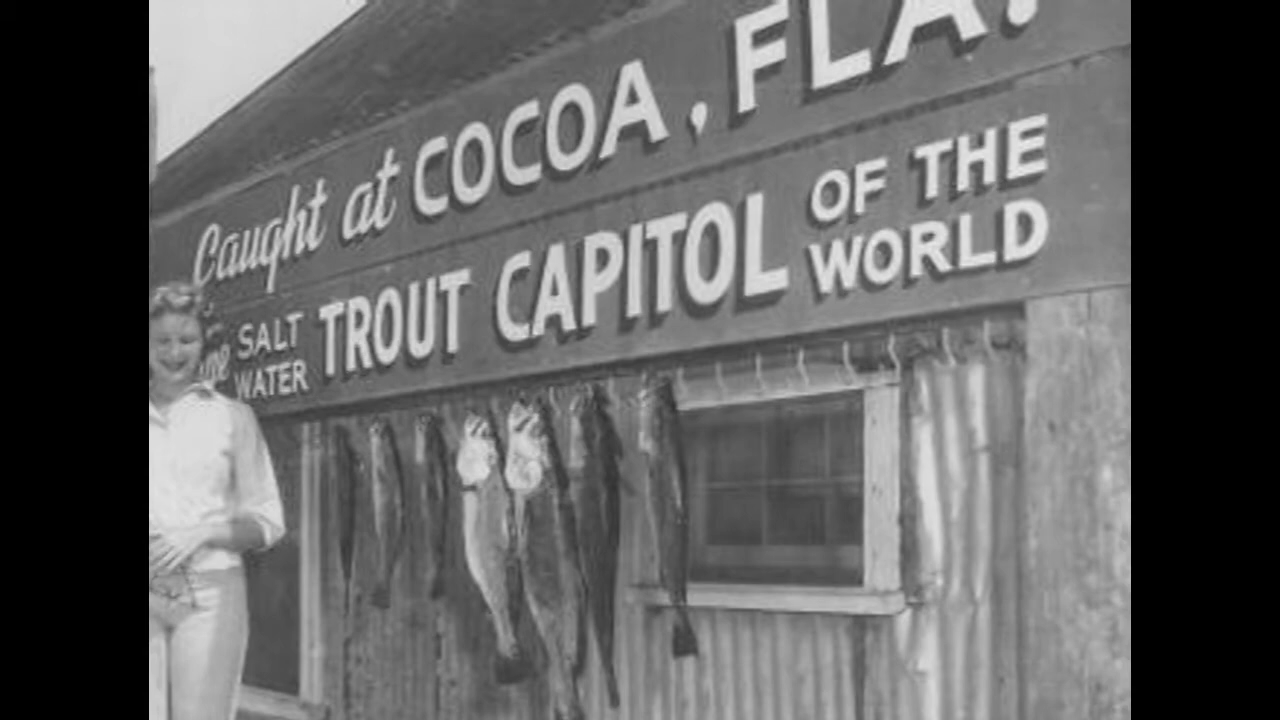 Caught at COCOA, FLA.
SALT WATER TROUT CAPITOL OF THE WORLD